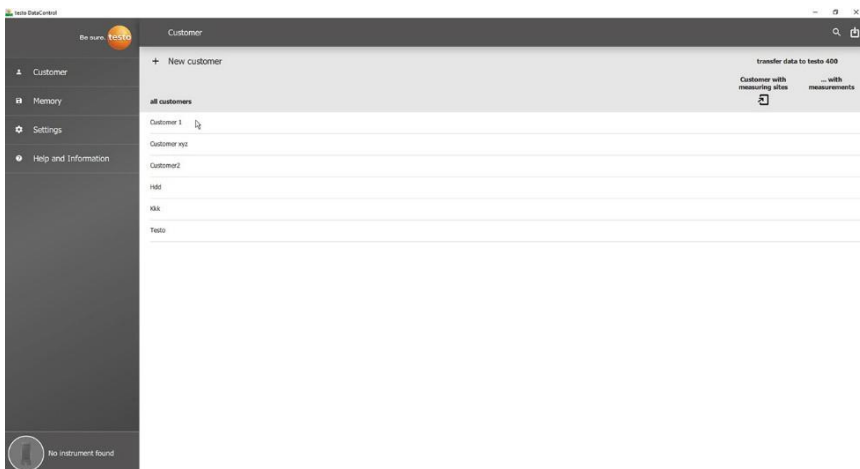 testo DataControl
Be sure. testo
Customer
Memory
Settings
Help and Information
No instrument found
Customer
+ New customer
transfer data to testo 400
Customer with
measuring sites
... with
measurements
all customers
Customer 1
Customer xyz
Customer2
Hdd
Kkk
Testo